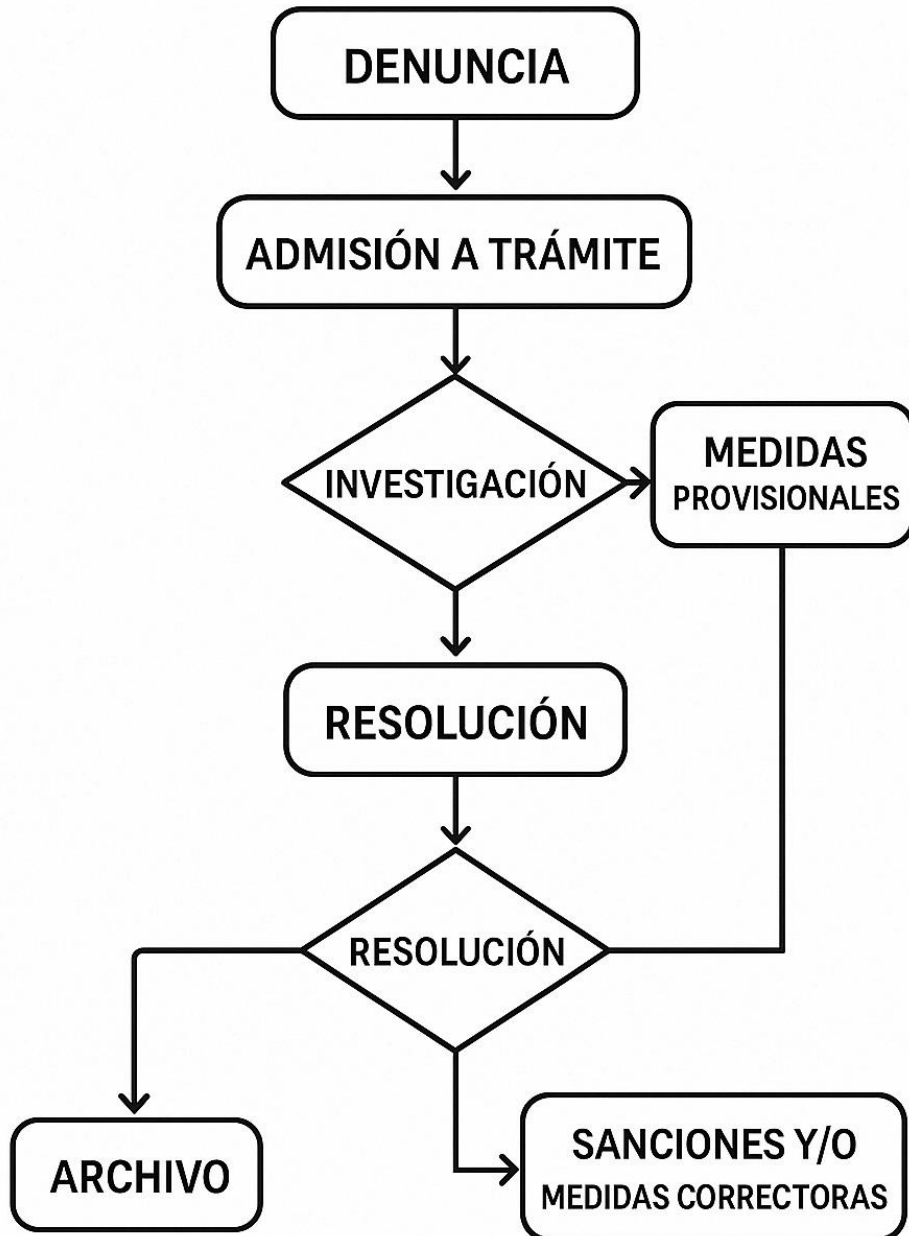 DENUNCIA
ADMISIÓN A TRÁMITE
INVESTIGACIÓN
MEDIDAS
PROVISIONALES
RESOLUCIÓN
RESOLUCIÓN
ARCHIVO
SANCIONES Y/O
MEDIDAS CORRECTORAS